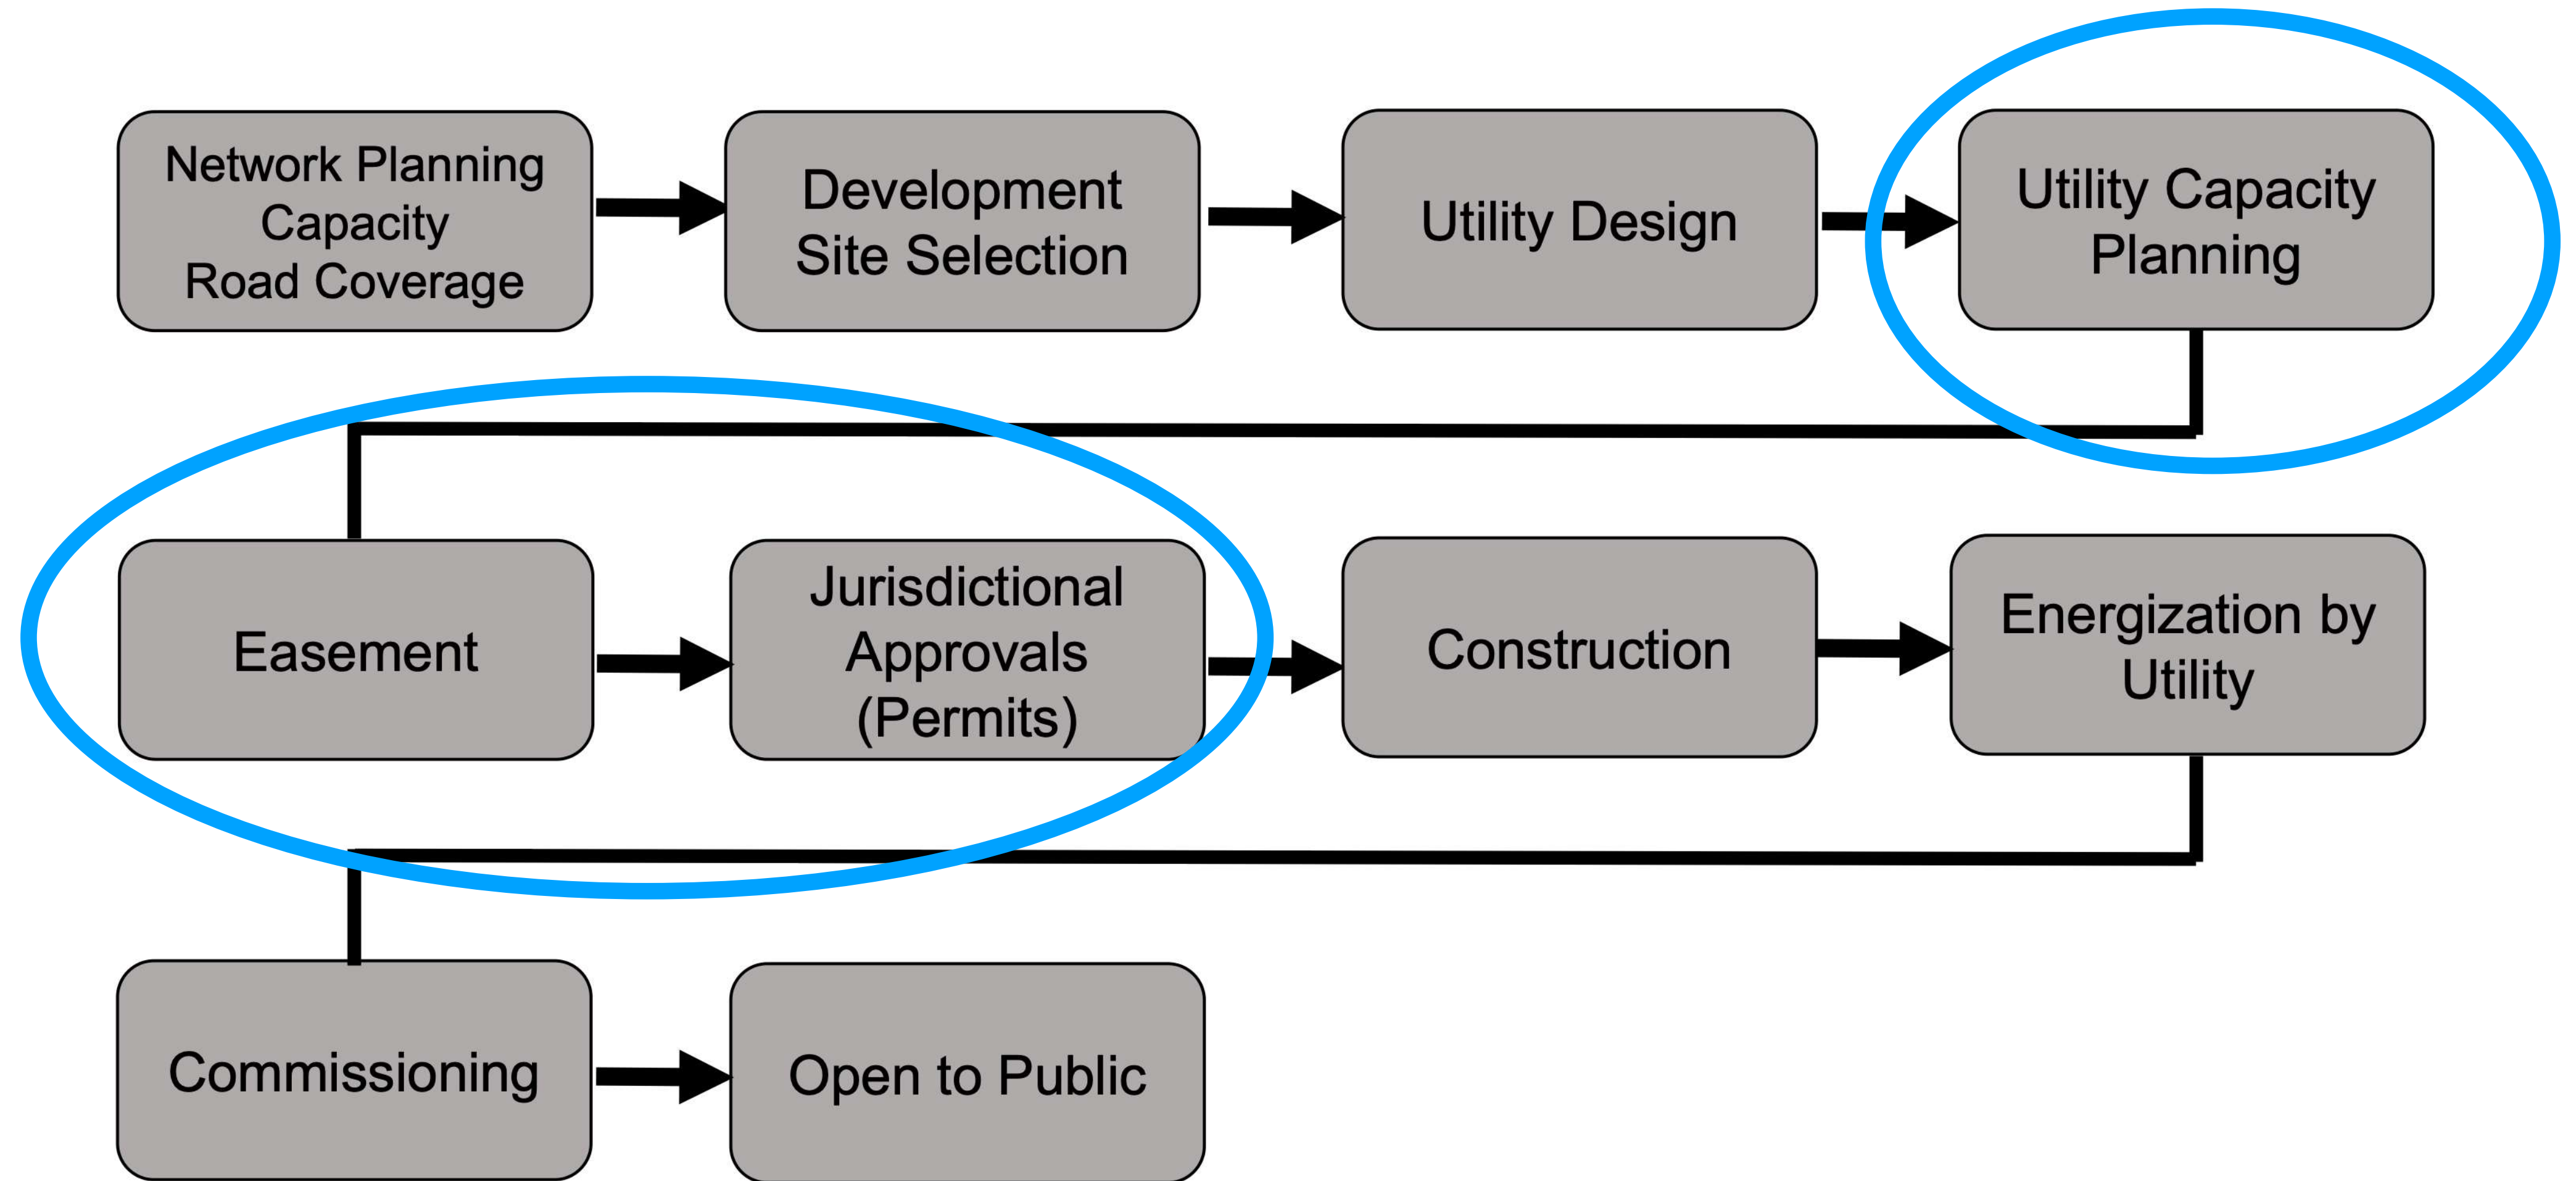 Network Planning
Capacity
Road Coverage
Development
Site Selection
Utility Design
Utility Capacity
Planning
Easement
Jurisdictional
Approvals
(Permits)
Construction
Energization by
Utility
Commissioning
Open to Public